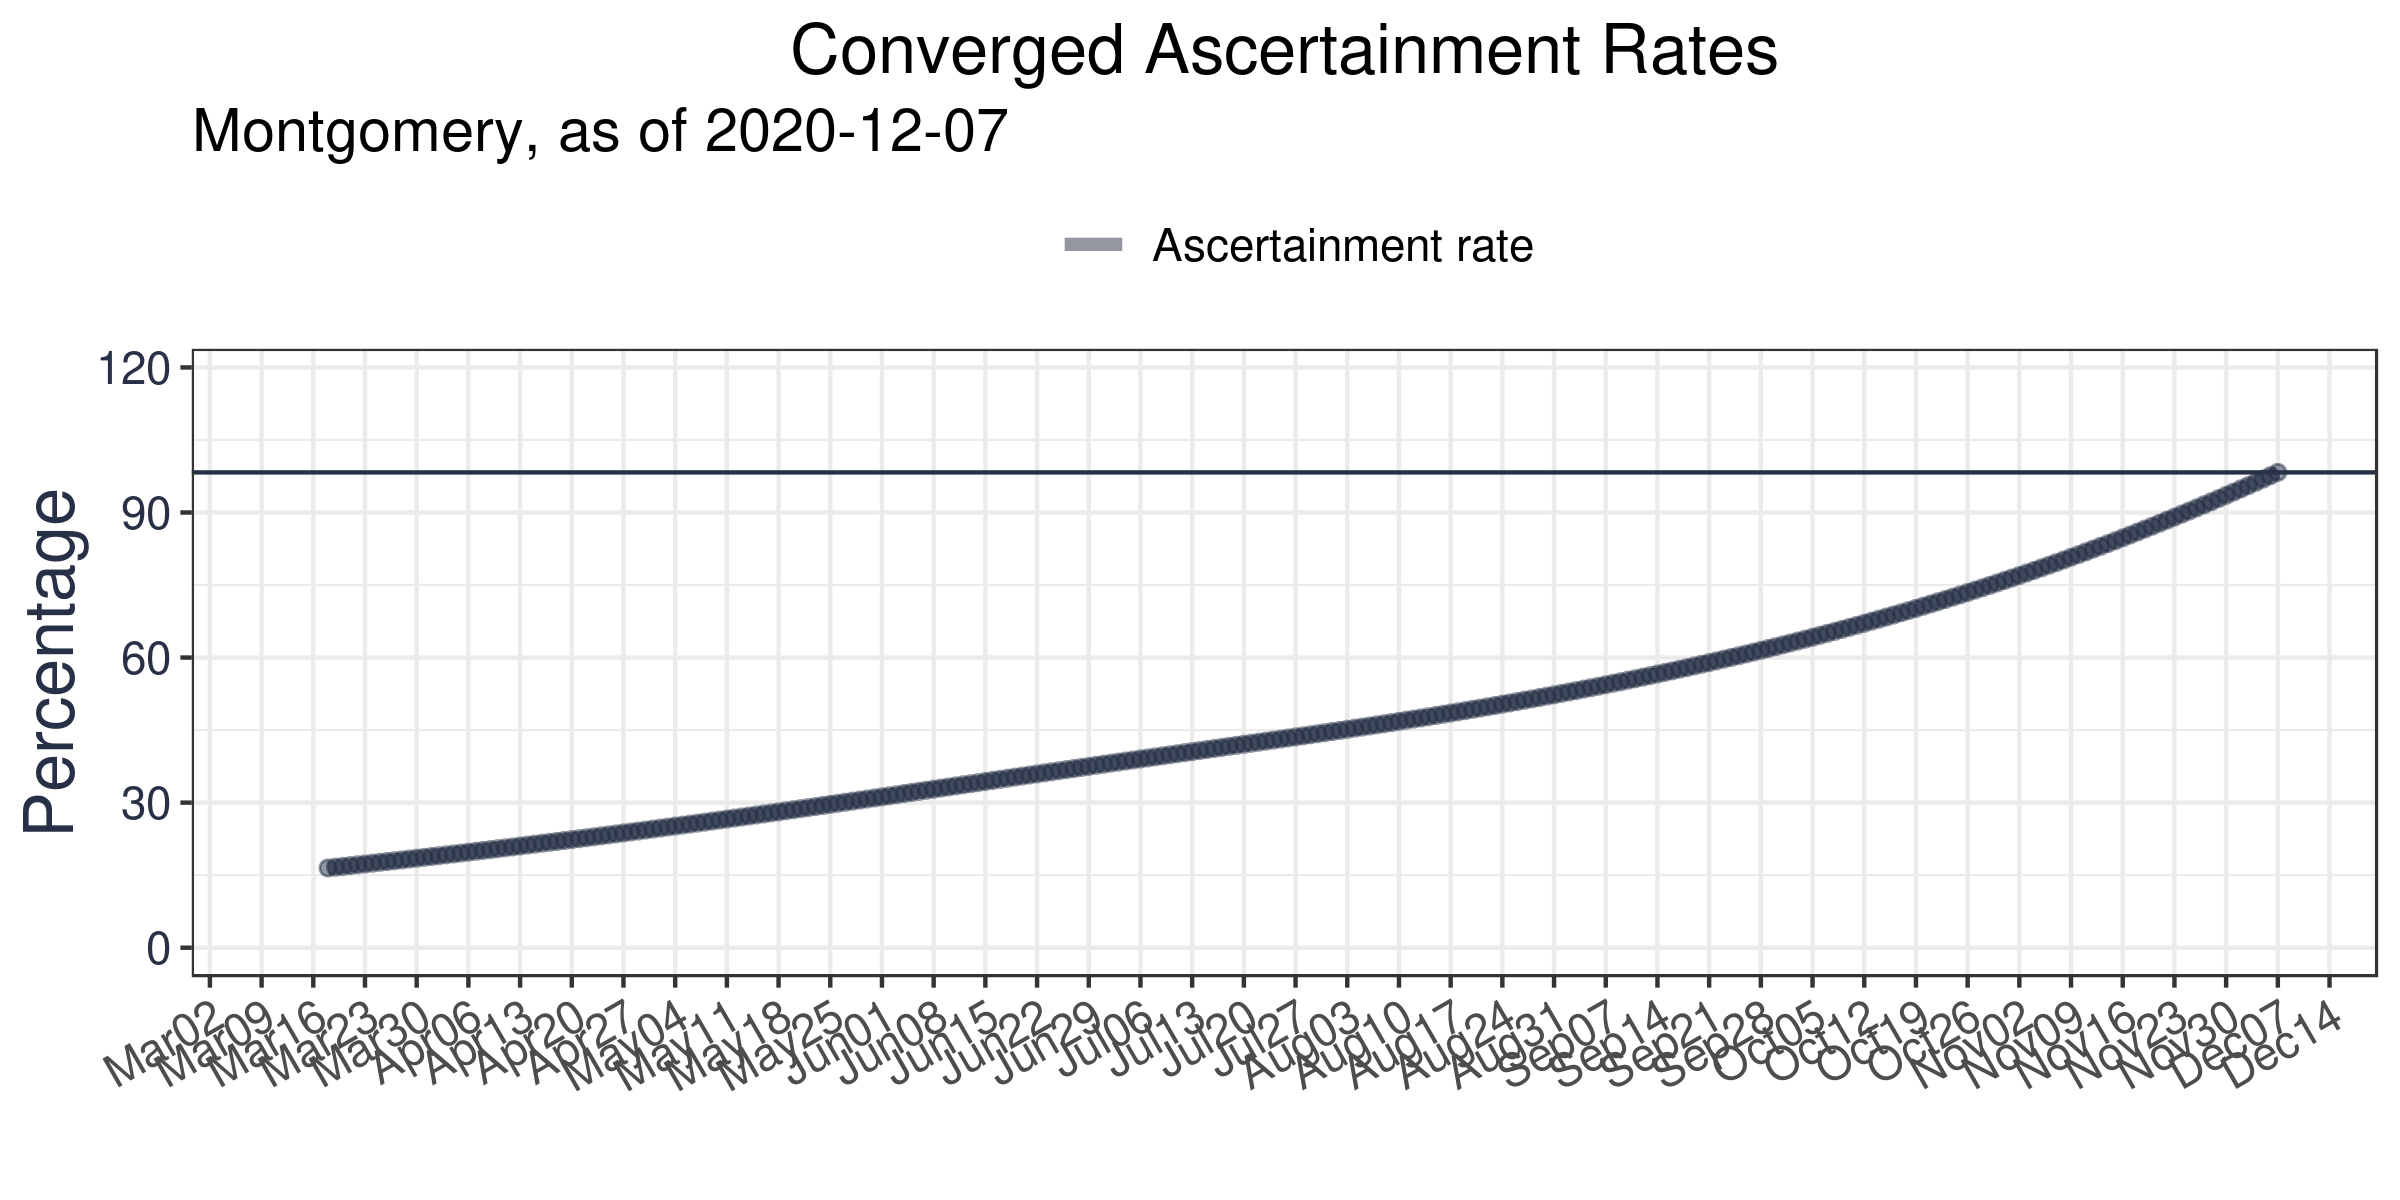 Converged Ascertainment Rates
Montgomery, as of 2020-12-07
Ascertainment rate
Percentage
120
90
60
30
0
Mar02
Mar09
Mar16
Mar23
Mar30
Apr06
Apr13
Apr20
Apr27
May04
May11
May18
May25
Jun01
Jun08
Jun15
Jun22
Jun29
Jul06
Jul13
Jul20
Jul27
Aug03
Aug10
Aug17
Aug24
Aug31
Sep07
Sep14
Sep21
Sep28
Oct05
Oct12
Oct19
Oct26
Nov02
Nov09
Nov16
Nov23
Nov30
Dec07
Dec14